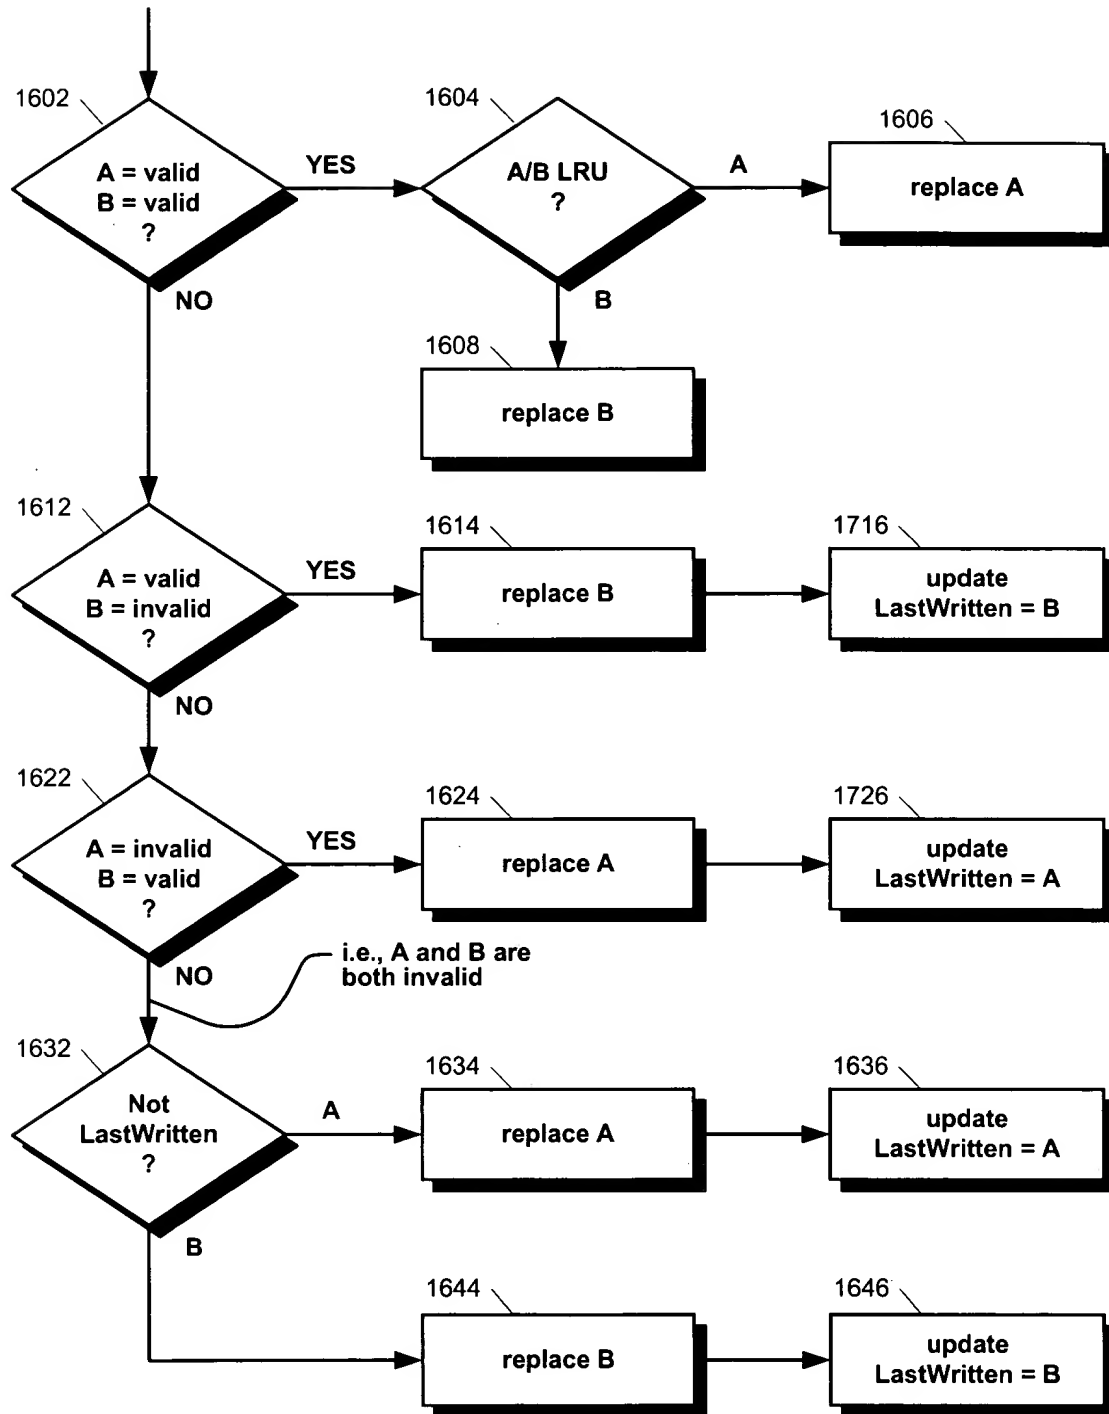 1602
A = valid
B = valid
?
YES
NO
1604
A/B LRU
?
A
B
1606
replace A
1608
replace B
1612
A = valid
B = invalid
?
YES
NO
1614
replace B
1716
update
LastWritten = B
1622
A = invalid
B = valid
?
YES
NO
1624
replace A
1726
update
LastWritten = A
i.e., A and B are
both invalid
1632
Not
LastWritten
?
A
B
1634
replace A
1636
update
LastWritten = A
1644
replace B
1646
update
LastWritten = B